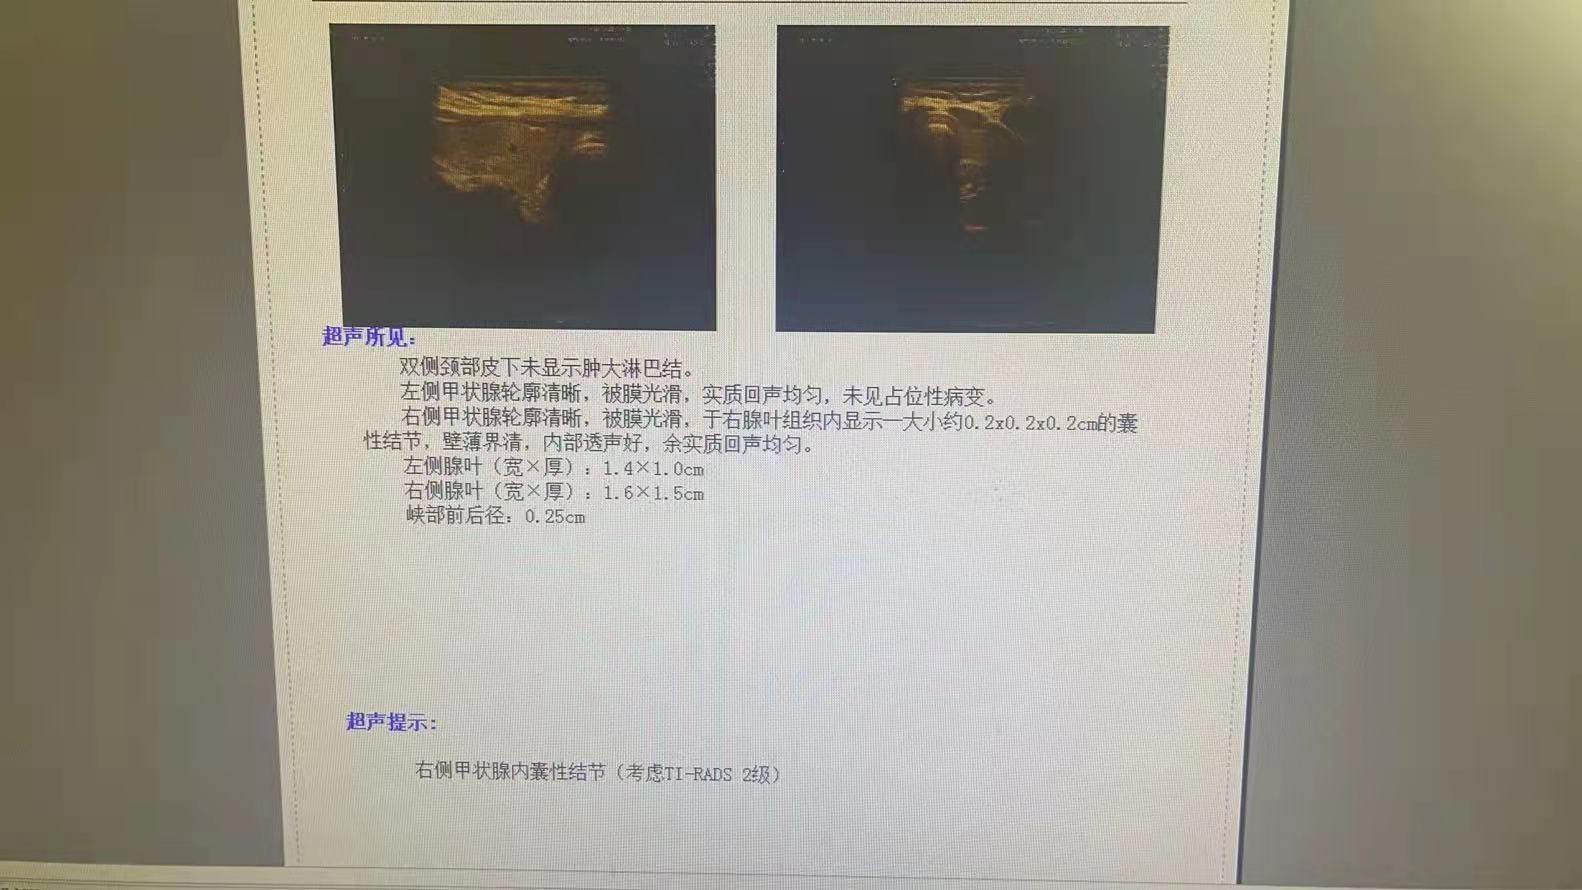 超声所见:
双侧颈部皮下未显示肿大淋巴结。
左侧甲状腺轮廓清晰，被膜光滑，实质回声均匀，未见占位性病变。
右侧甲状腺轮廓清晰，被膜光滑，于右腺叶组织内显示一大小约0.2x0.2x0.2cm的囊
性结节，壁薄界清，内部透声好，余实质回声均匀。
左侧腺叶（宽×厚）: 1.4×1.0cm
右侧腺叶（宽×厚）: 1.6×1.5cm
峡部前后径: 0.25cm
超声提示:
右侧甲状腺内囊性结节（考虑TI-RADS 2级）